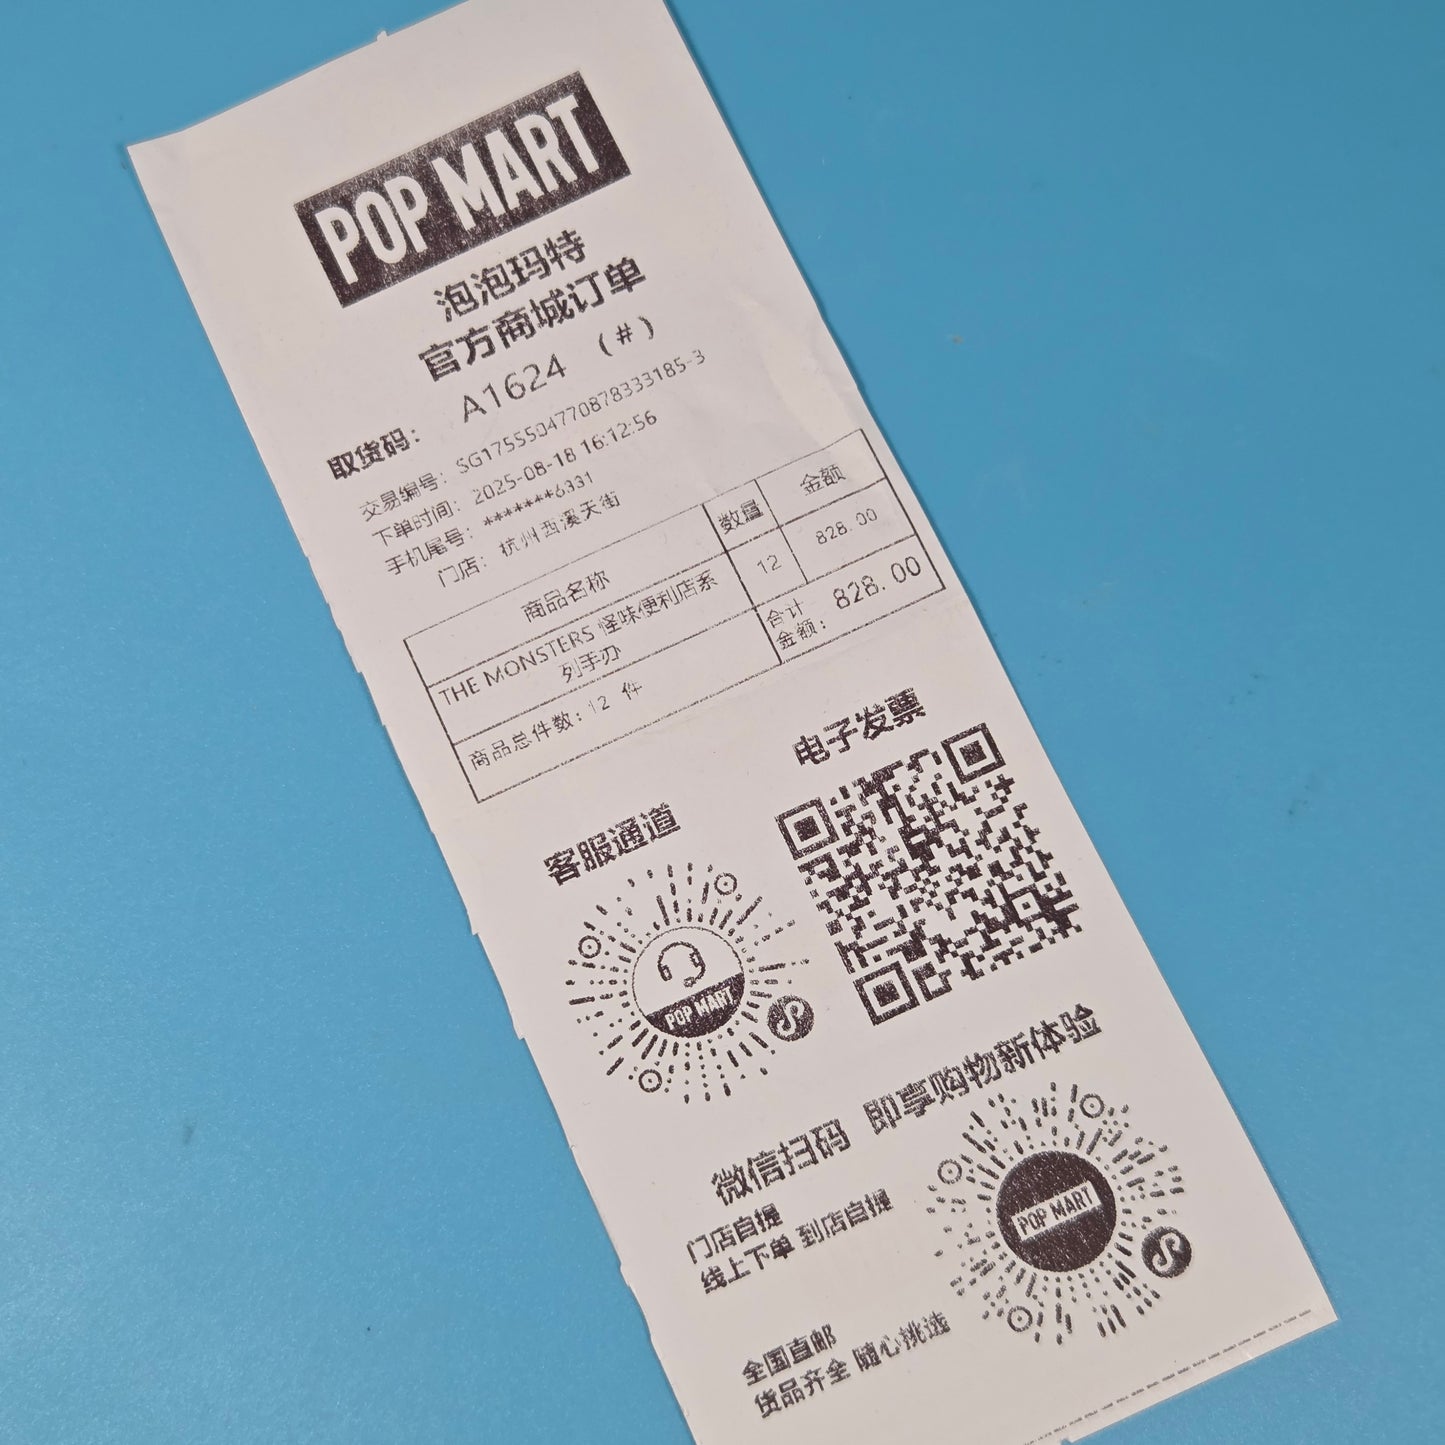 POP MART
泡泡玛特
官方商城订单
取货码： A1624 （#）
交易编号：SG1755504770878333185-3
下单时间：2025-08-18 16:12:56
手机尾号：*******6331
门店：杭州西溪天街
商品名称 数量 金额
THE MONSTERS 怪味便利店系 12 828.00
列手办
商品总件数：12 件 合计 828.00
金额：
电子发票
客服通道
POP MART
微信扫码 即享购物新体验
门店自提
线上下单 到店自提
POP MART
全国直邮
货品齐全 随心挑选